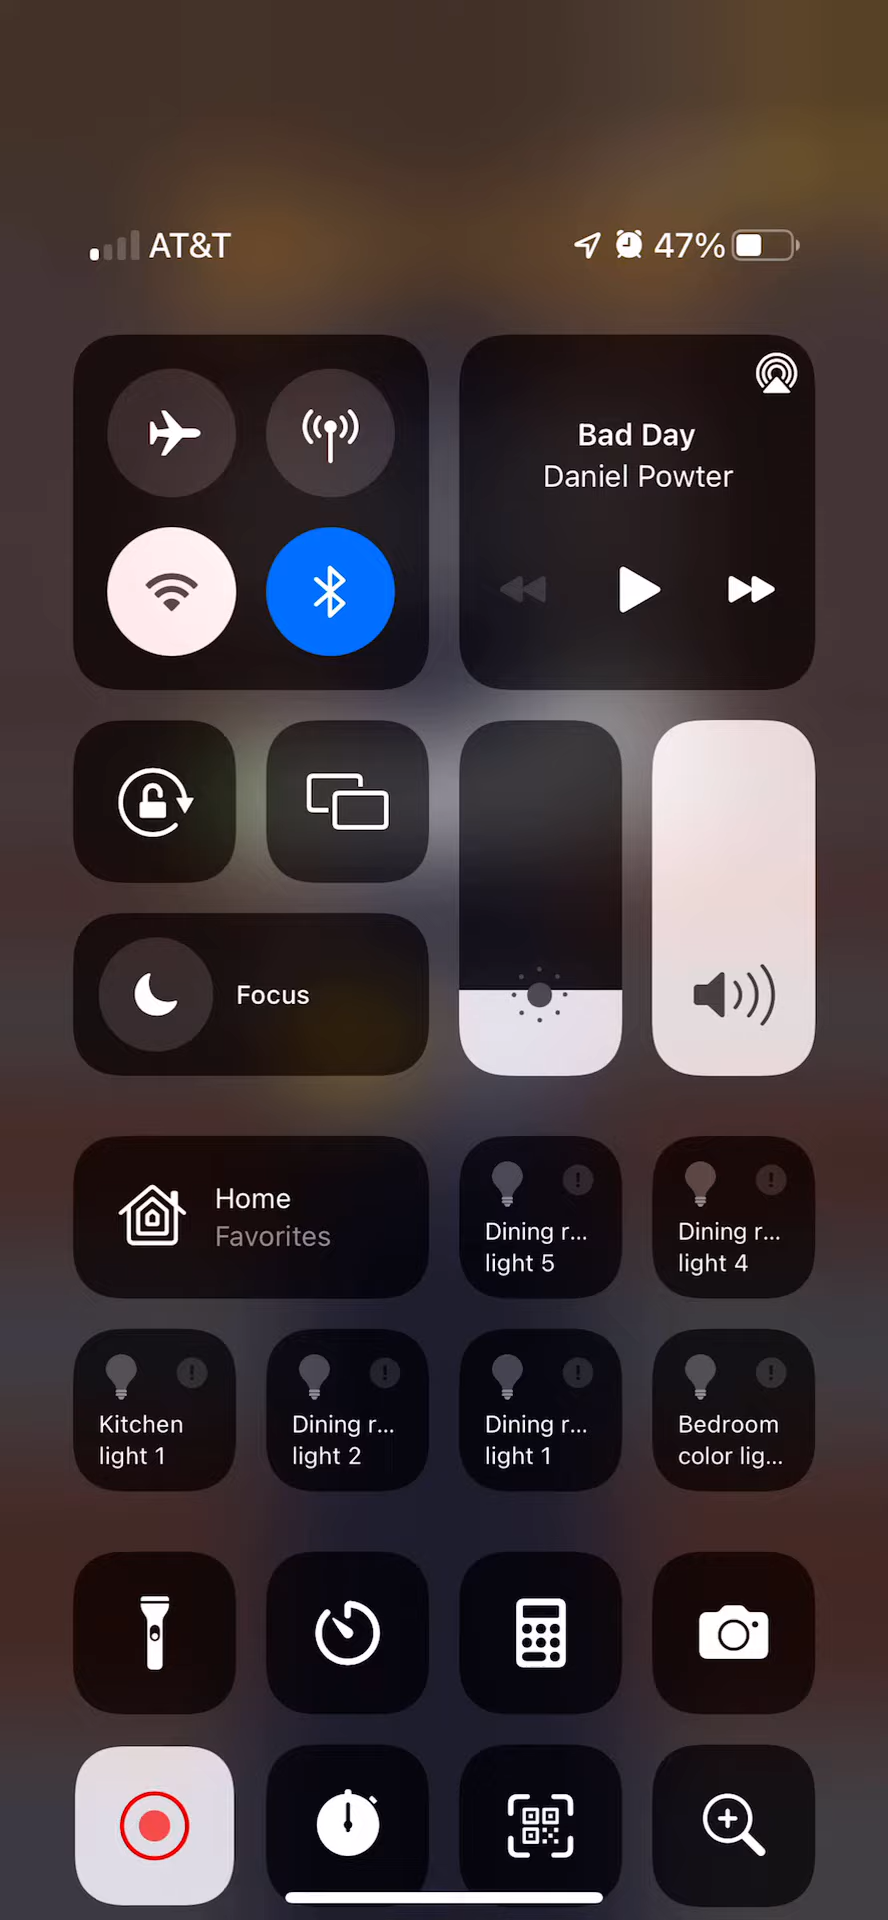 AT&T
47%
Bad Day
Daniel Powter
Focus
Home
Favorites
Dining r...
light 5
Dining r...
light 4
Kitchen
light 1
Dining r...
light 2
Dining r...
light 1
Bedroom
color lig...